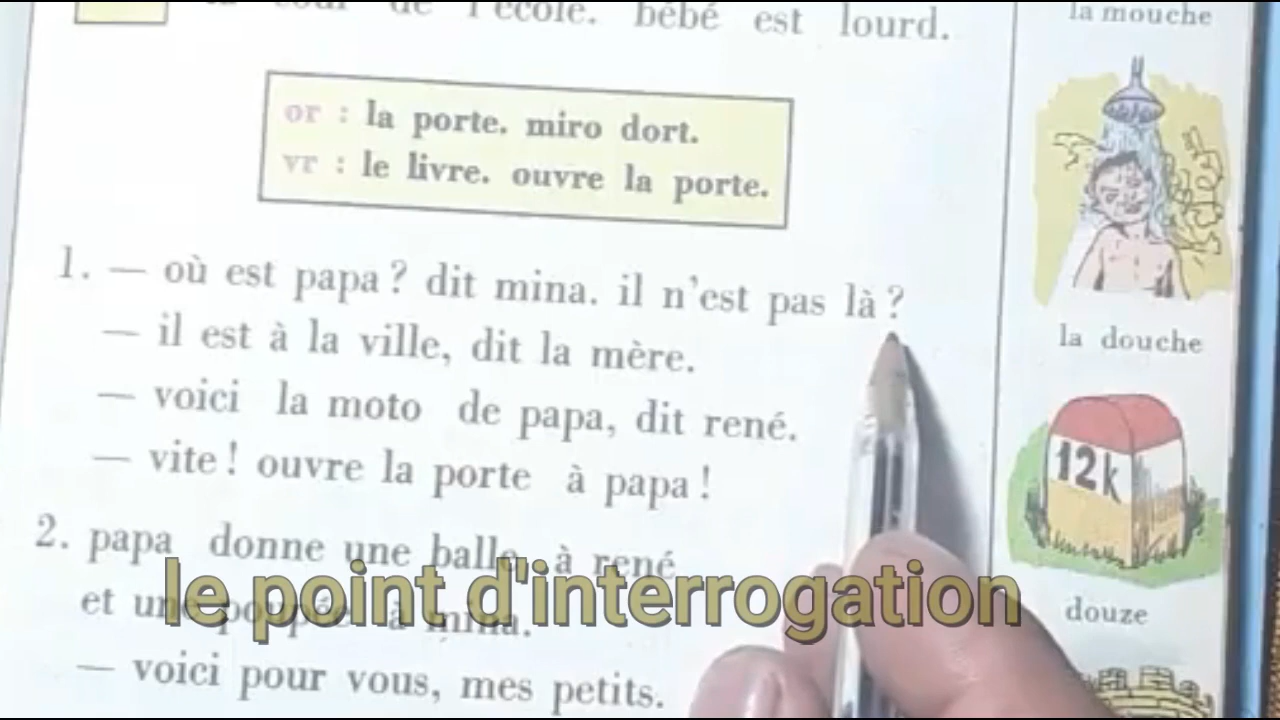 la mouche
cour de l'école. bébé est lourd.
or : la porte. miro dort.
vr : le livre. ouvre la porte.
1. — où est papa ? dit mina. il n'est pas là ?
— il est à la ville, dit la mère.
— voici la moto de papa, dit rené.
— vite ! ouvre la porte à papa !
2. papa donne une balle à rené
et une poupée à mina.
— voici pour vous, mes petits.
la douche
12k
douze
le point d'interrogation